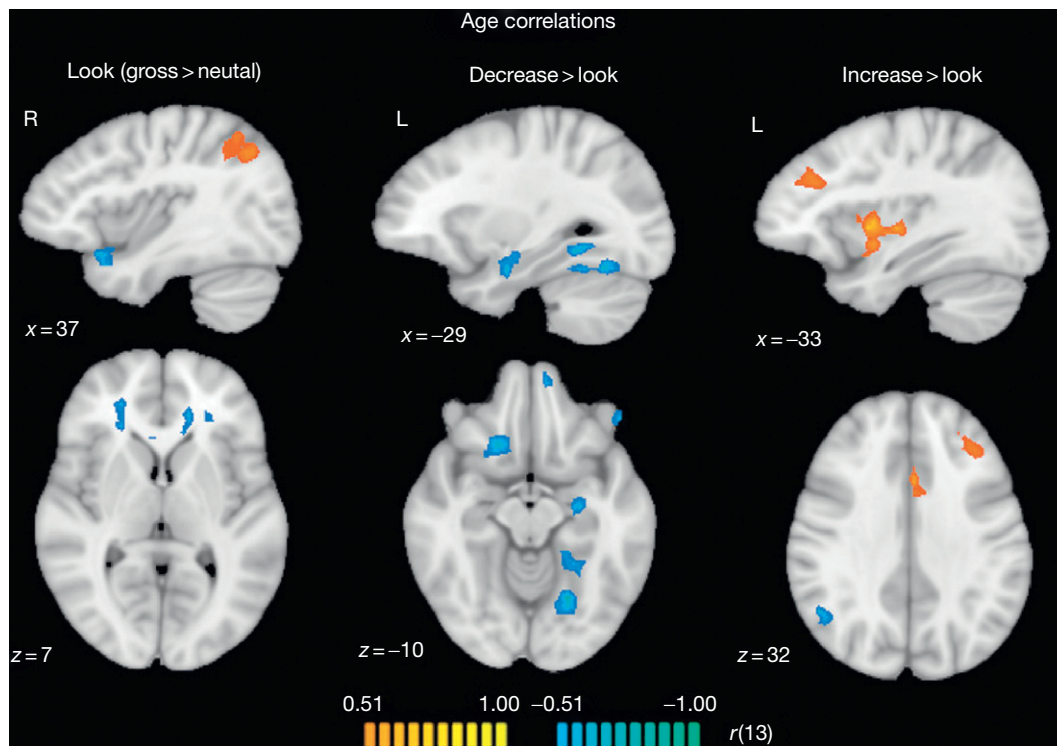 Age correlations
Look (gross > neutal)
Decrease > look
Increase > look
R
L
L
x = 37
x = −29
x = −33
z = 7
z = −10
z = 32
0.51 1.00 −0.51 −1.00
r(13)